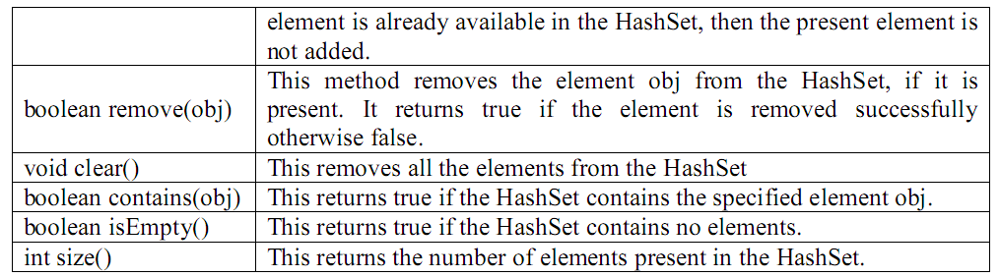 element is already available in the HashSet, then the present element is
not added.
boolean remove(obj)
This method removes the element obj from the HashSet, if it is
present. It returns true if the element is removed successfully
otherwise false.
void clear()
This removes all the elements from the HashSet
boolean contains(obj)
This returns true if the HashSet contains the specified element obj.
boolean isEmpty()
This returns true if the HashSet contains no elements.
int size()
This returns the number of elements present in the HashSet.